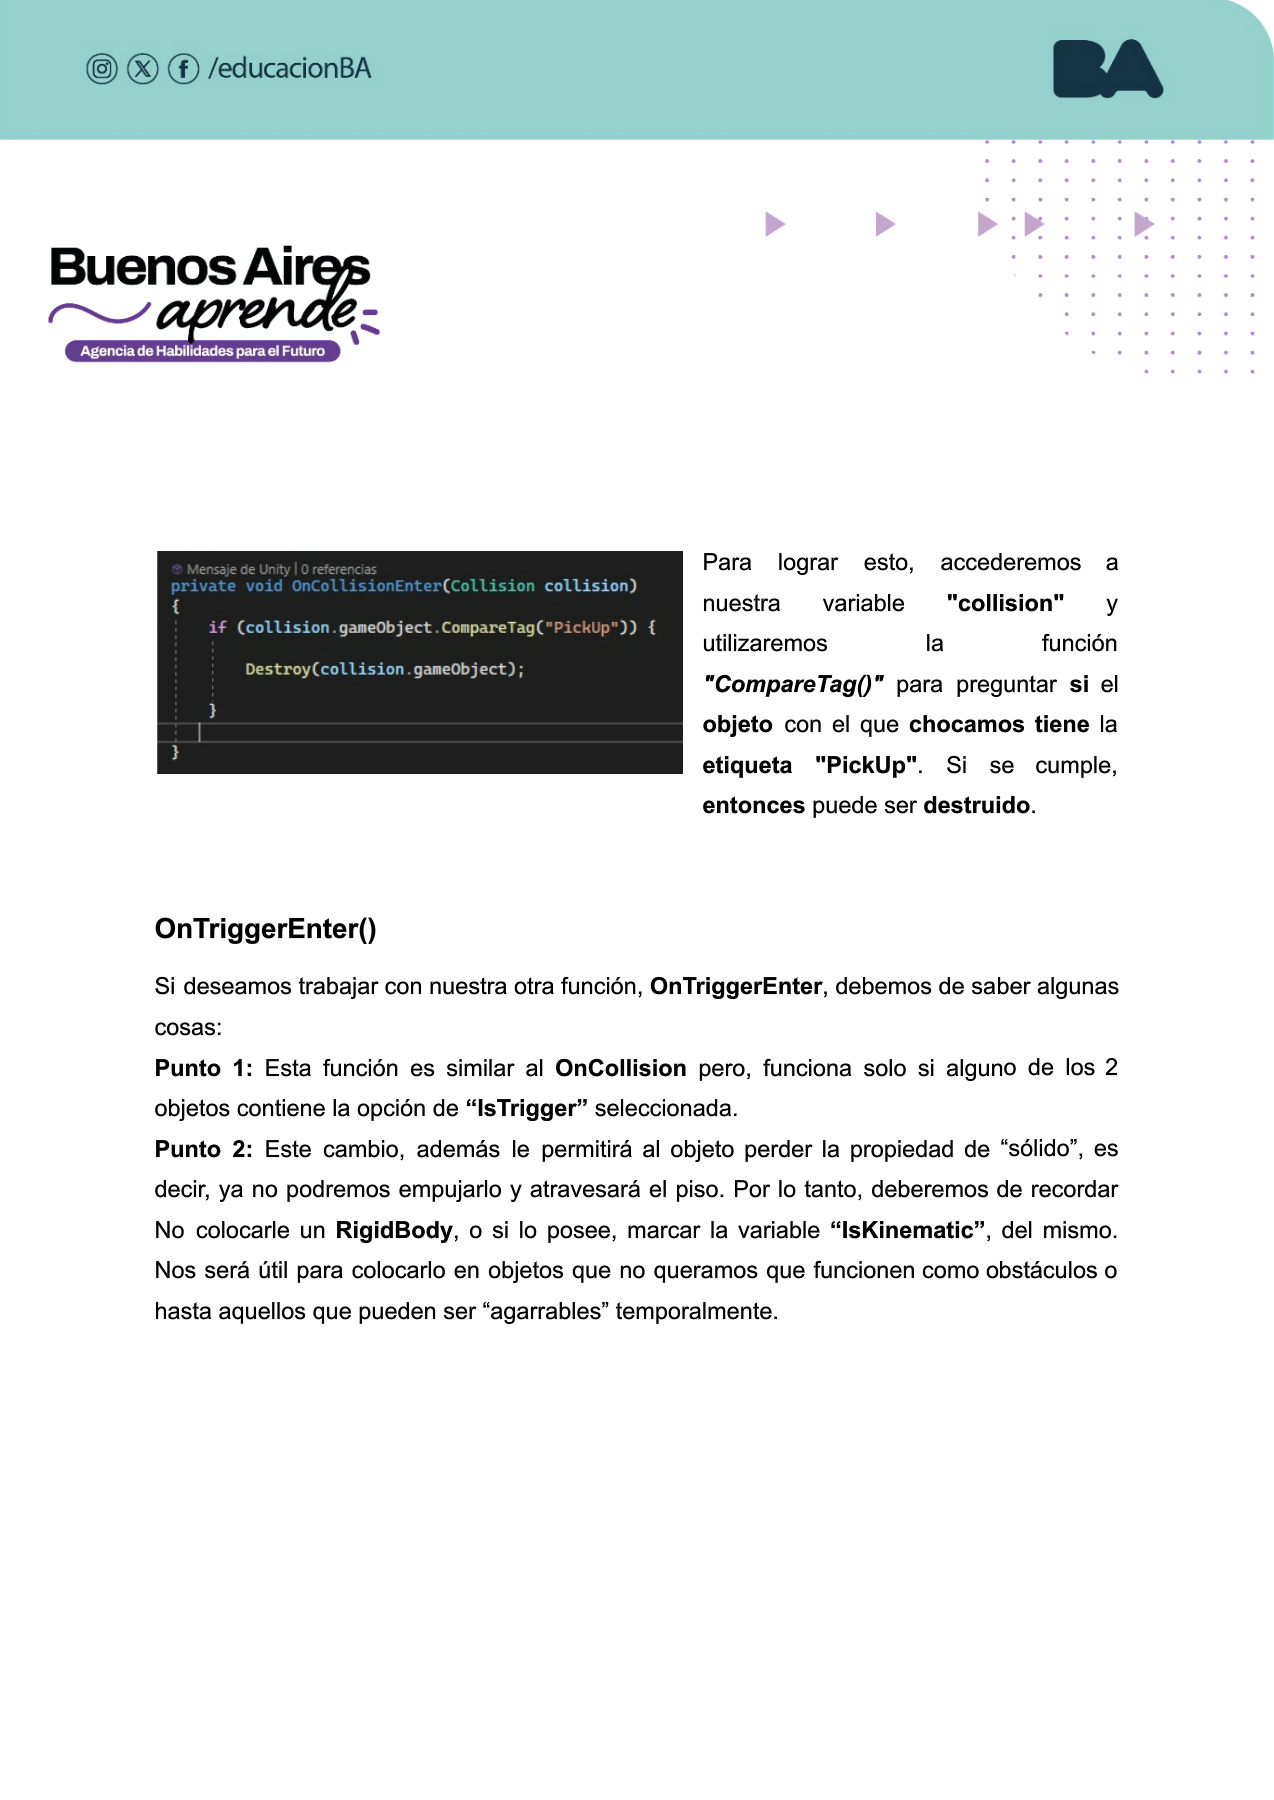 /educacionBA
BA
Buenos Aires
aprende
Agencia de Habilidades para el Futuro
Mensaje de Unity | 0 referencias
private void OnCollisionEnter(Collision collision)
{
if (collision.gameObject.CompareTag("PickUp")) {
Destroy(collision.gameObject);
}
}
Para lograr esto, accederemos a
nuestra variable "collision" y
utilizaremos la función
"CompareTag()" para preguntar si el
objeto con el que chocamos tiene la
etiqueta "PickUp". Si se cumple,
entonces puede ser destruido.
OnTriggerEnter()
Si deseamos trabajar con nuestra otra función, OnTriggerEnter, debemos de saber algunas
cosas:
Punto 1: Esta función es similar al OnCollision pero, funciona solo si alguno de los 2
objetos contiene la opción de “IsTrigger” seleccionada.
Punto 2: Este cambio, además le permitirá al objeto perder la propiedad de “sólido”, es
decir, ya no podremos empujarlo y atravesará el piso. Por lo tanto, deberemos de recordar
No colocarle un RigidBody, o si lo posee, marcar la variable “IsKinematic”, del mismo.
Nos será útil para colocarlo en objetos que no queramos que funcionen como obstáculos o
hasta aquellos que pueden ser “agarrables” temporalmente.